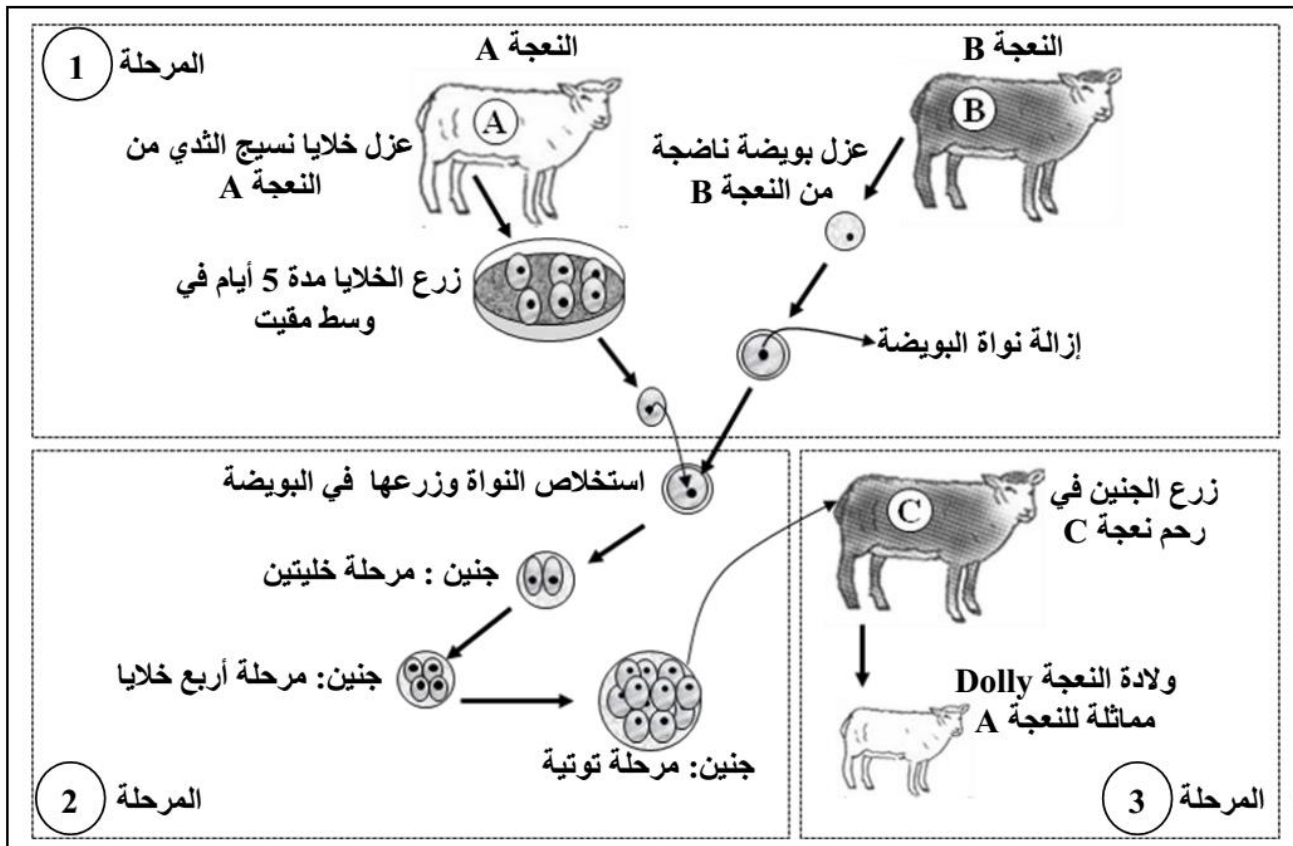 المرحلة 1
النعجة A
A
عزل خلايا نسيج الثدي من
النعجة A
زرع الخلايا مدة 5 أيام في
وسط مقيت
النعجة B
B
عزل بويضة ناضجة
من النعجة B
إزالة نواة البويضة
استخلاص النواة وزرعها في البويضة
جنين : مرحلة خليتين
جنين: مرحلة أربع خلايا
جنين: مرحلة توتية
المرحلة 2
زرع الجنين في
رحم نعجة C
C
ولادة النعجة Dolly
مماثلة للنعجة A
المرحلة 3